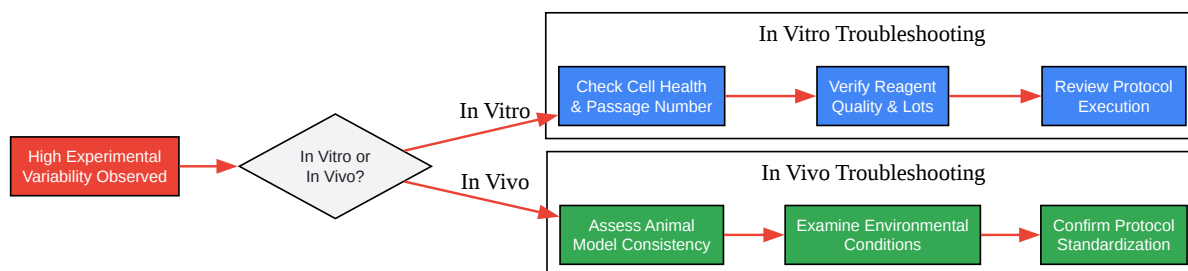 High Experimental
Variability Observed
In Vitro or
In Vivo?
In Vitro
In Vitro Troubleshooting
Check Cell Health
& Passage Number
Verify Reagent
Quality & Lots
Review Protocol
Execution
In Vivo
In Vivo Troubleshooting
Assess Animal
Model Consistency
Examine Environmental
Conditions
Confirm Protocol
Standardization